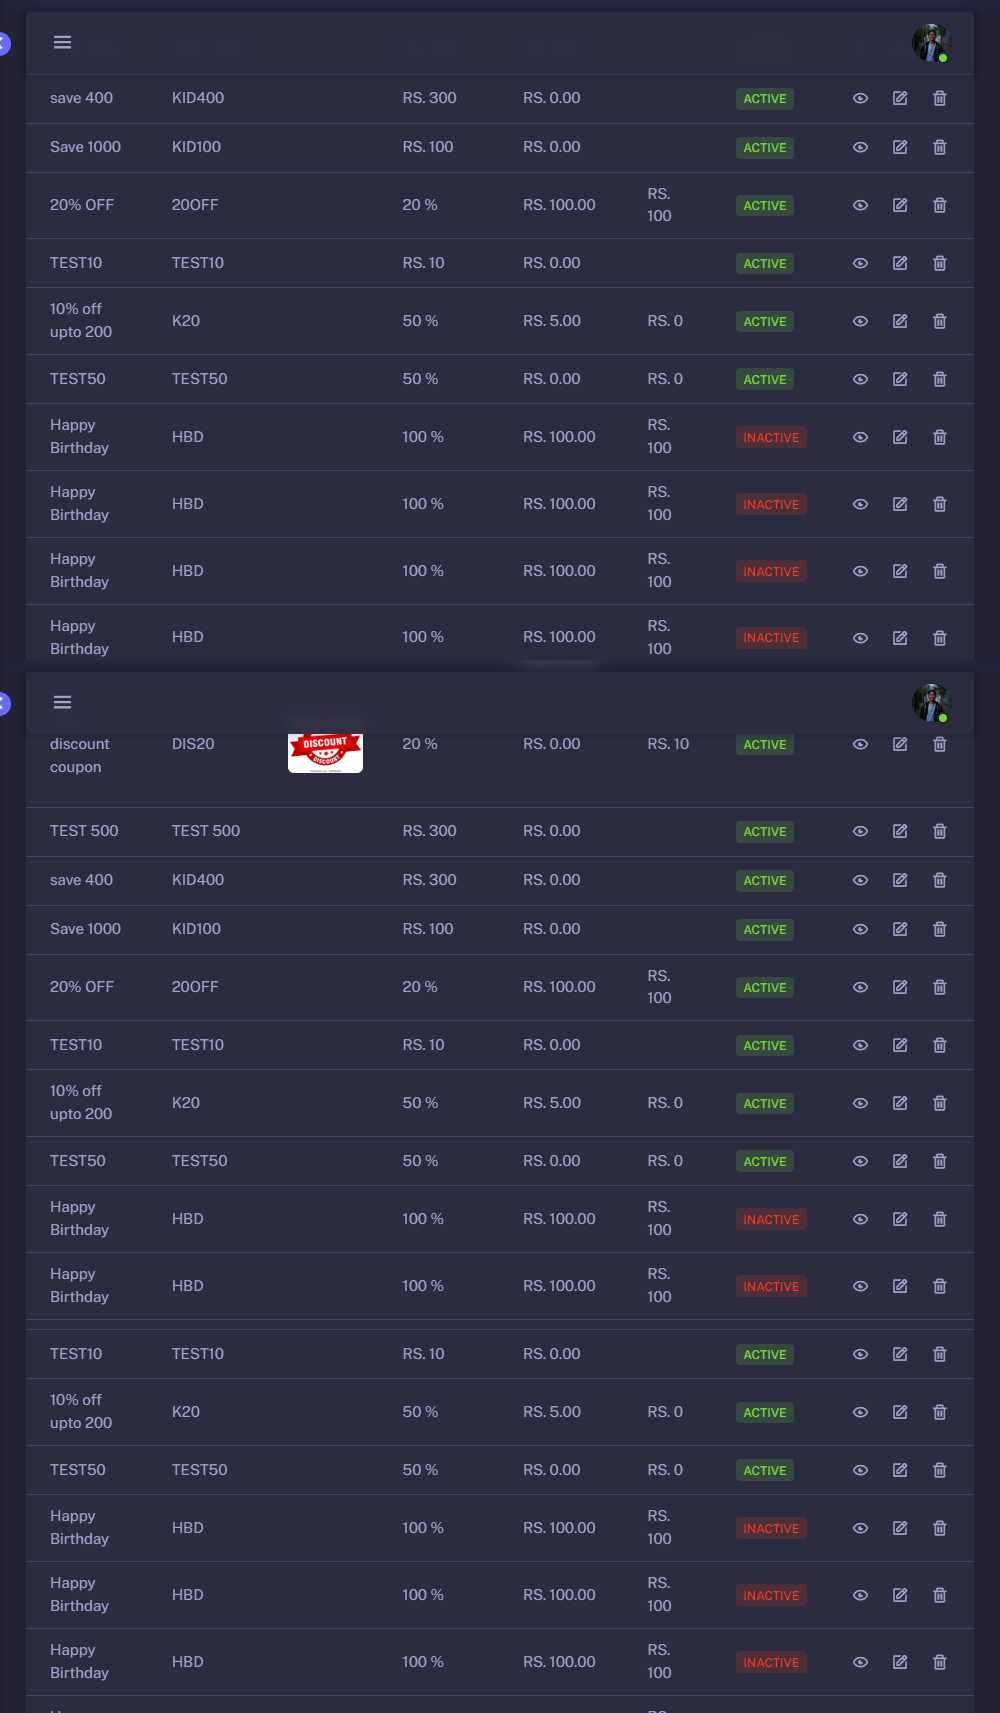 save 400 KID400 RS. 300 RS. 0.00 ACTIVE
Save 1000 KID100 RS. 100 RS. 0.00 ACTIVE
20% OFF 20OFF 20 % RS. 100.00 RS. 100 ACTIVE
TEST10 TEST10 RS. 10 RS. 0.00 ACTIVE
10% off upto 200 K20 50 % RS. 5.00 RS. 0 ACTIVE
TEST50 TEST50 50 % RS. 0.00 RS. 0 ACTIVE
Happy Birthday HBD 100 % RS. 100.00 RS. 100 INACTIVE
Happy Birthday HBD 100 % RS. 100.00 RS. 100 INACTIVE
Happy Birthday HBD 100 % RS. 100.00 RS. 100 INACTIVE
Happy Birthday HBD 100 % RS. 100.00 RS. 100 INACTIVE
discount coupon DIS20 DISCOUNT DISCOUNT 20 % RS. 0.00 RS. 10 ACTIVE
TEST 500 TEST 500 RS. 300 RS. 0.00 ACTIVE
save 400 KID400 RS. 300 RS. 0.00 ACTIVE
Save 1000 KID100 RS. 100 RS. 0.00 ACTIVE
20% OFF 20OFF 20 % RS. 100.00 RS. 100 ACTIVE
TEST10 TEST10 RS. 10 RS. 0.00 ACTIVE
10% off upto 200 K20 50 % RS. 5.00 RS. 0 ACTIVE
TEST50 TEST50 50 % RS. 0.00 RS. 0 ACTIVE
Happy Birthday HBD 100 % RS. 100.00 RS. 100 INACTIVE
Happy Birthday HBD 100 % RS. 100.00 RS. 100 INACTIVE
TEST10 TEST10 RS. 10 RS. 0.00 ACTIVE
10% off upto 200 K20 50 % RS. 5.00 RS. 0 ACTIVE
TEST50 TEST50 50 % RS. 0.00 RS. 0 ACTIVE
Happy Birthday HBD 100 % RS. 100.00 RS. 100 INACTIVE
Happy Birthday HBD 100 % RS. 100.00 RS. 100 INACTIVE
Happy Birthday HBD 100 % RS. 100.00 RS. 100 INACTIVE